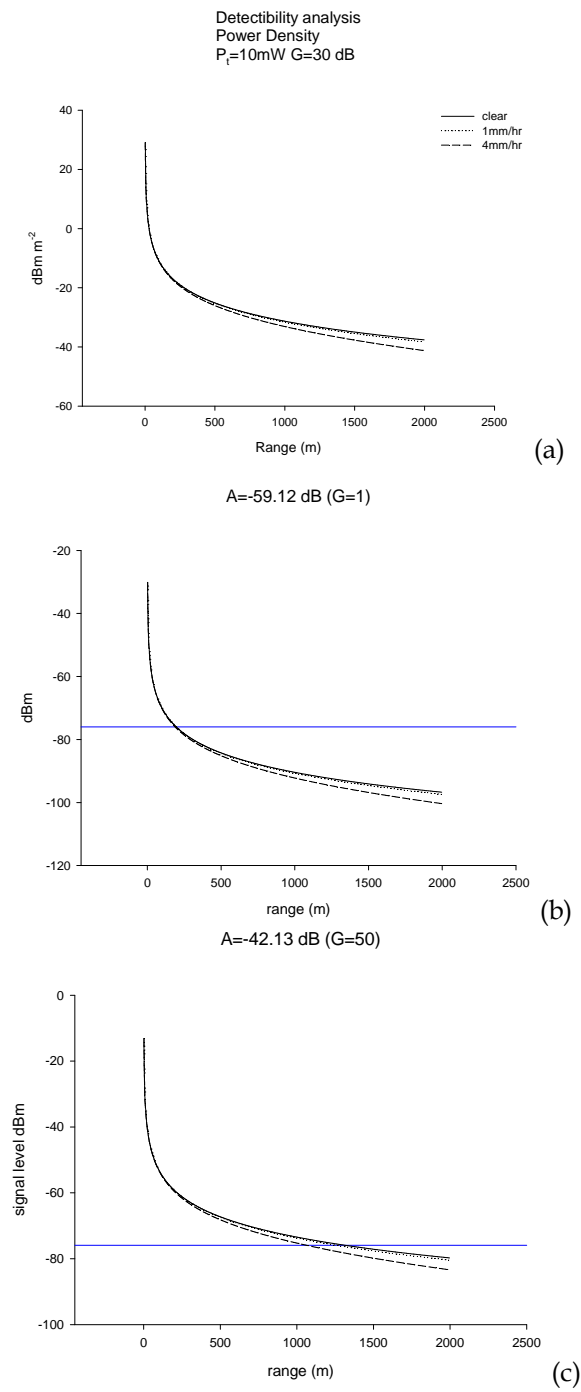 Detectibility analysis
Power Density
Pt=10mW G=30 dB
clear
1mm/hr
4mm/hr
dBm m-2
40
20
0
-20
-40
-60
0
500
1000
1500
2000
2500
Range (m)
(a)
A=-59.12 dB (G=1)
dBm
-20
-40
-60
-80
-100
-120
0
500
1000
1500
2000
2500
range (m)
(b)
A=-42.13 dB (G=50)
signal level dBm
0
-20
-40
-60
-80
-100
0
500
1000
1500
2000
2500
range (m)
(c)